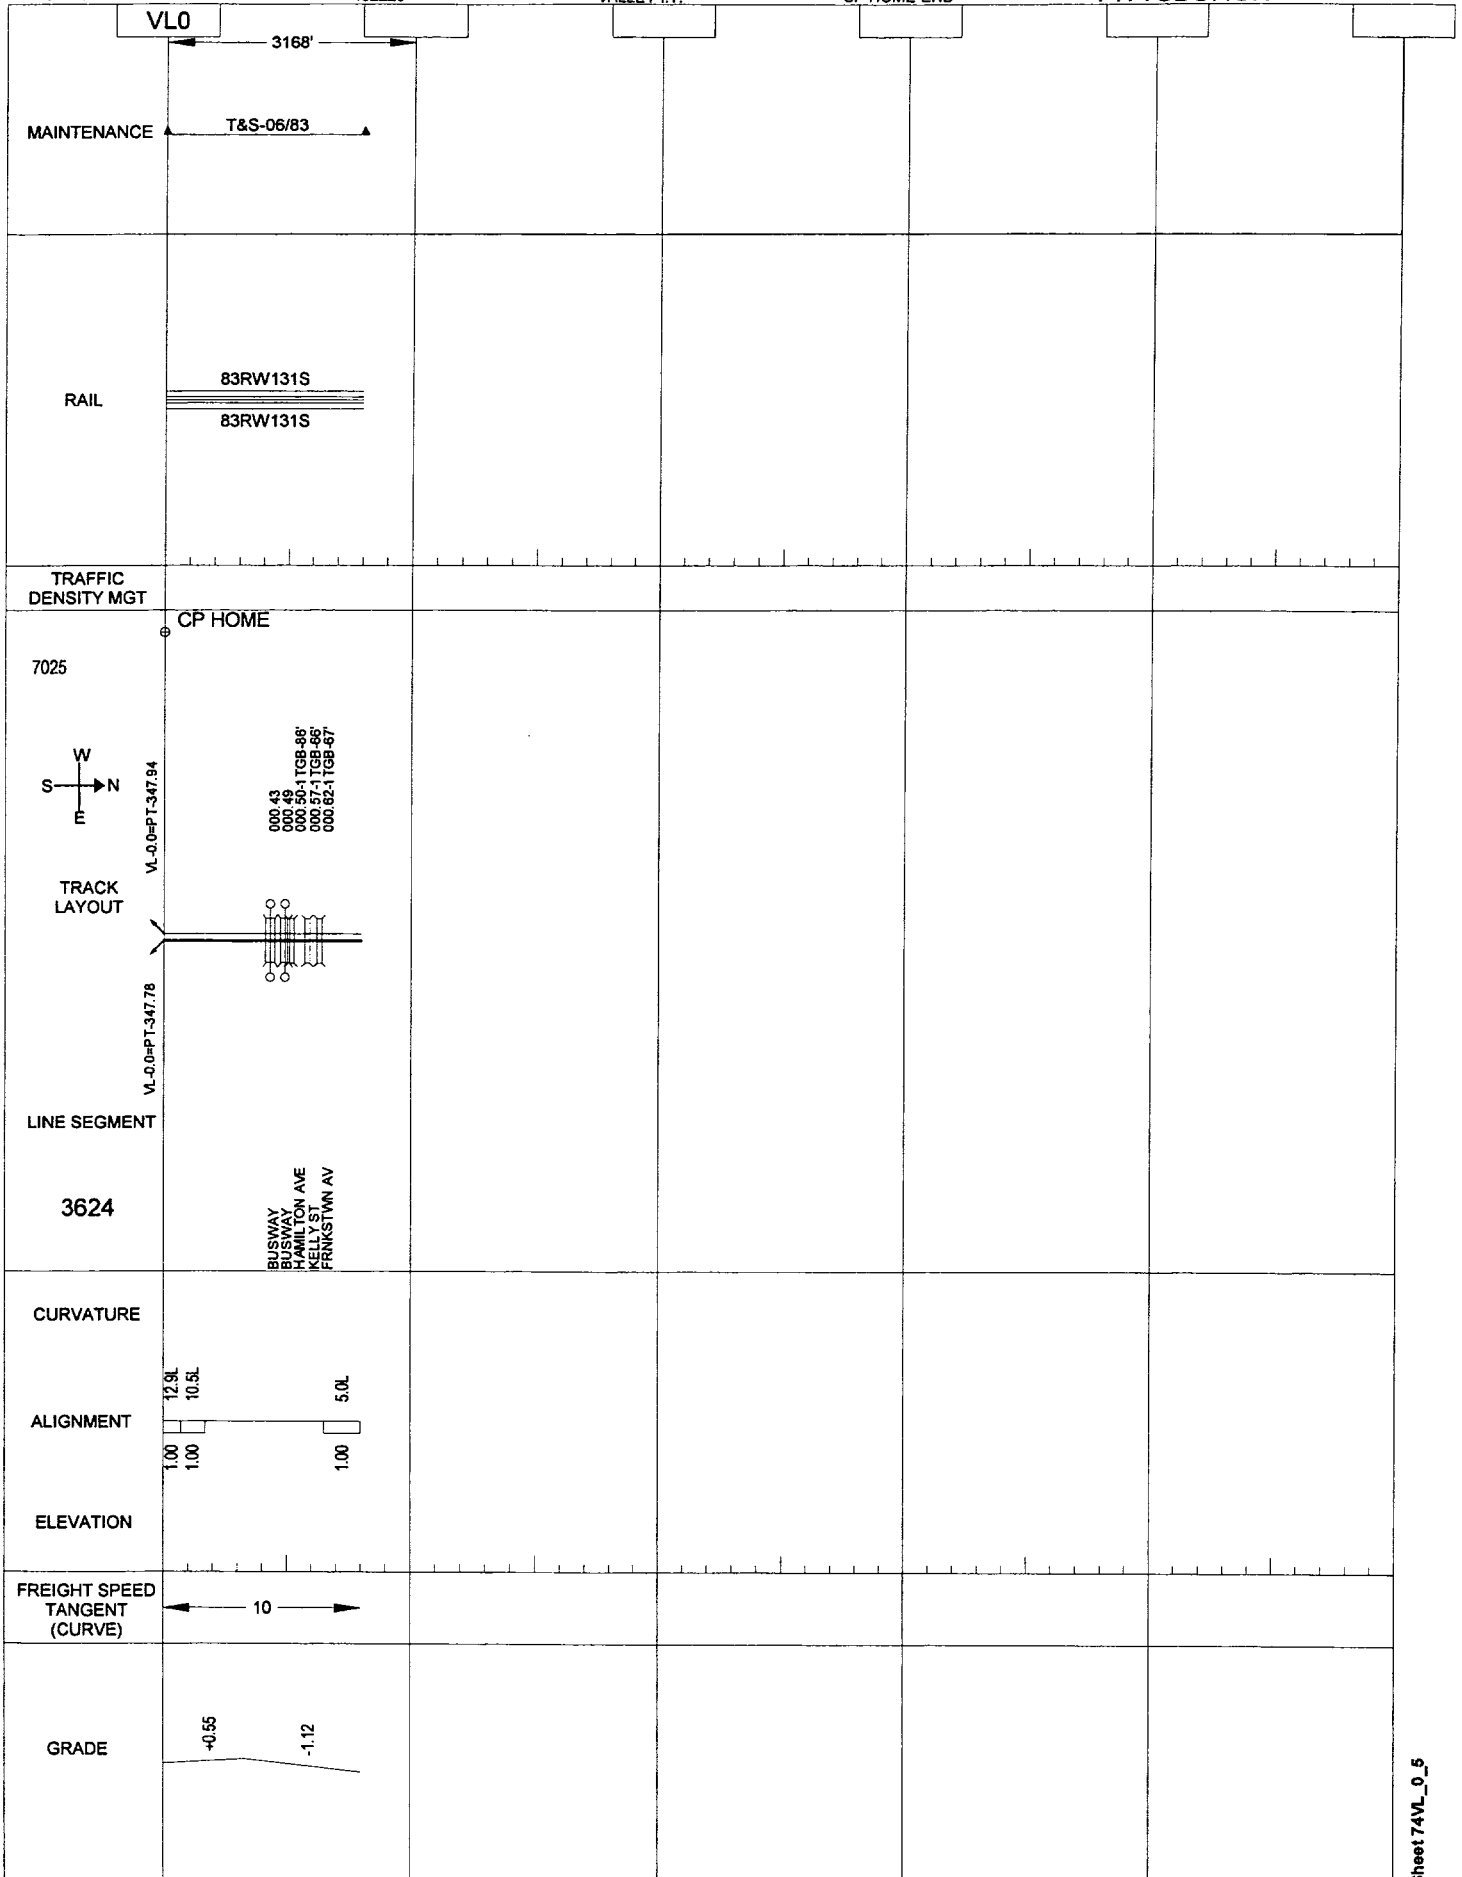 VL0
3168'
MAINTENANCE
T&S-06/83
RAIL
83RW131S
83RW131S
TRAFFIC
DENSITY MGT
CP HOME
7025
W
S N
E
VL-0.0=PT-347.94
000.43
000.49
000.50-1 TGB-86'
000.57-1 TGB-66'
000.62-1 TGB-67'
TRACK
LAYOUT
VL-0.0=PT-347.78
LINE SEGMENT
3624
BUSWAY
BUSWAY
HAMILTON AVE
KELLY ST
FRNKSTWN AV
CURVATURE
12.9L
10.5L
5.0L
ALIGNMENT
1.00
1.00
1.00
ELEVATION
FREIGHT SPEED
TANGENT
(CURVE)
10
GRADE
+0.55
-1.12
heet 74VL_0_5